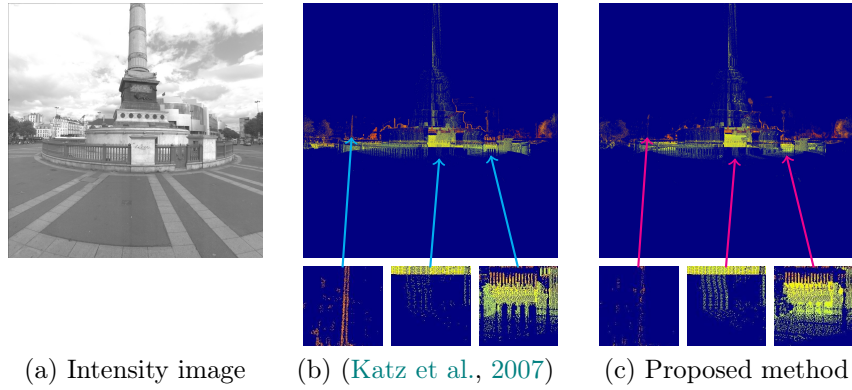 (a) Intensity image
(b) (Katz et al., 2007)
(c) Proposed method